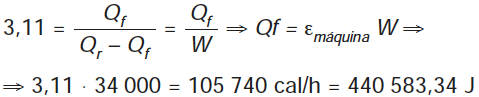 3,11 = Q_f / (Q_r – Q_f) = Q_f / W ⇒ Qf = ε_máquina W ⇒
⇒ 3,11 · 34 000 = 105 740 cal/h = 440 583,34 J